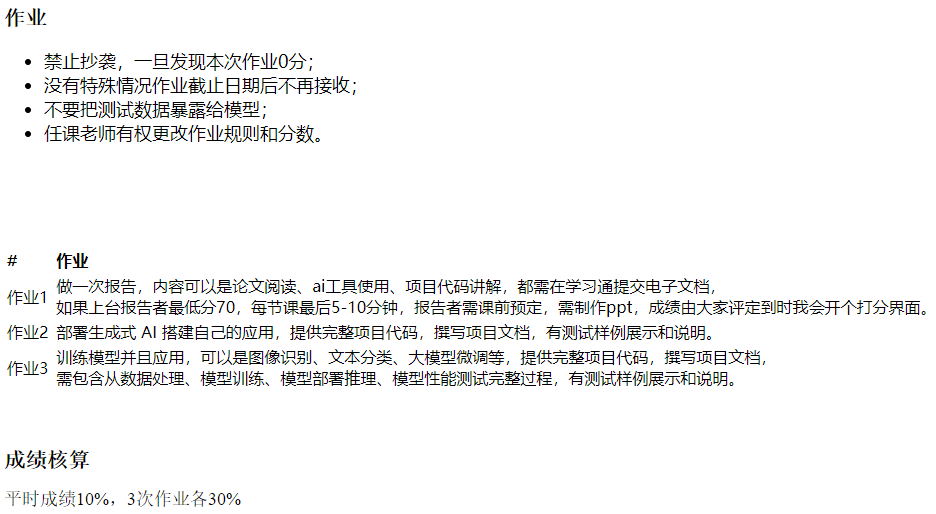 作业
禁止抄袭，一旦发现本次作业0分；
没有特殊情况作业截止日期后不再接收；
不要把测试数据暴露给模型；
任课老师有权更改作业规则和分数。
# 作业
作业1 做一次报告，内容可以是论文阅读、ai工具使用、项目代码讲解，都需在学习通提交电子文档，
如果上台报告者最低分70，每节课最后5-10分钟，报告者需课前预定，需制作ppt，成绩由大家评定到时我会开个打分界面。
作业2 部署生成式 AI 搭建自己的应用，提供完整项目代码，撰写项目文档，有测试样例展示和说明。
作业3 训练模型并且应用，可以是图像识别、文本分类、大模型微调等，提供完整项目代码，撰写项目文档，
需包含从数据处理、模型训练、模型部署推理、模型性能测试完整过程，有测试样例展示和说明。
成绩核算
平时成绩10%，3次作业各30%